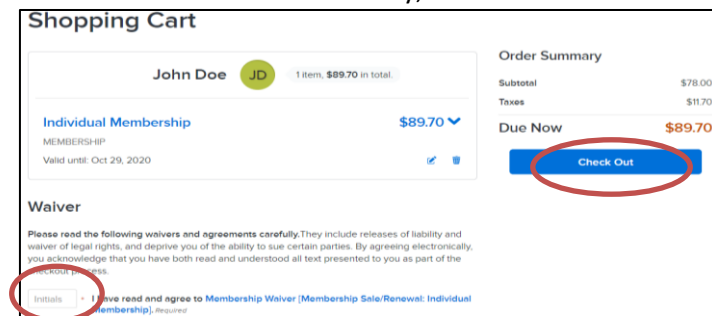 Shopping Cart
John Doe JD 1 item, $89.70 in total.
Individual Membership $89.70
MEMBERSHIP
Valid until: Oct 29, 2020
Order Summary
Subtotal $78.00
Taxes $11.70
Due Now $89.70
Check Out
Waiver
Please read the following waivers and agreements carefully.They include releases of liability and
waiver of legal rights, and deprive you of the ability to sue certain parties. By agreeing electronically,
you acknowledge that you have both read and understood all text presented to you as part of the
checkout process.
Initials * I have read and agree to Membership Waiver [Membership Sale/Renewal: Individual
Membership]. Required